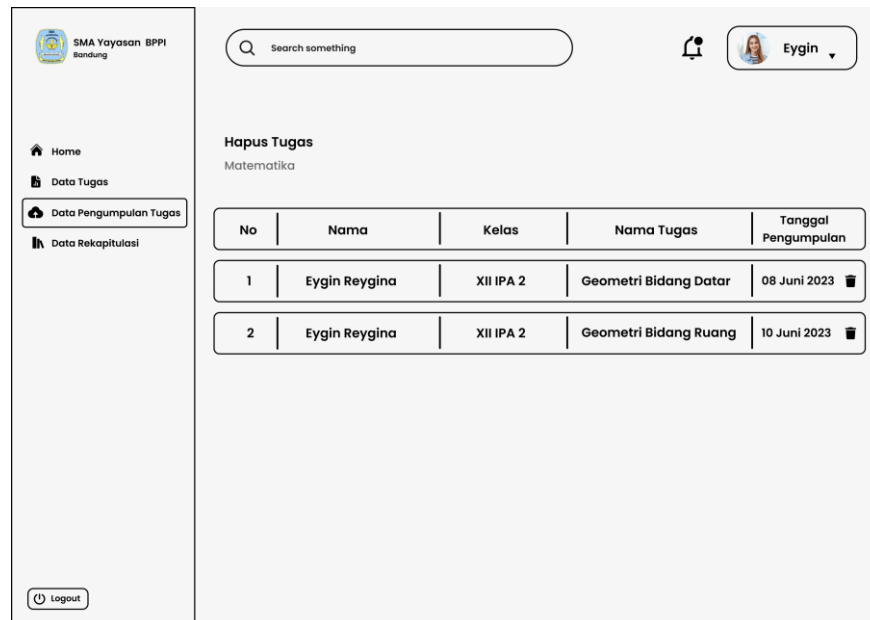 SMA Yayasan BPPI
Bandung
Search something
Eygin
Home
Data Tugas
Data Pengumpulan Tugas
Data Rekapitulasi
Hapus Tugas
Matematika
No Nama Kelas Nama Tugas Tanggal Pengumpulan
1 Eygin Reygina XII IPA 2 Geometri Bidang Datar 08 Juni 2023
2 Eygin Reygina XII IPA 2 Geometri Bidang Ruang 10 Juni 2023
Logout